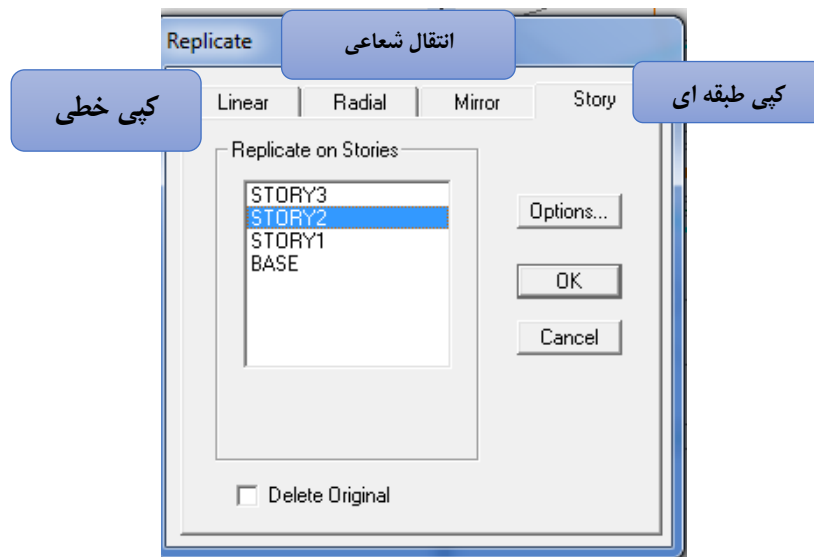 Replicate
انتقال شعاعی
کپی خطی
کپی طبقه ای
Linear
Radial
Mirror
Story
Replicate on Stories
STORY3
STORY2
STORY1
BASE
Options...
OK
Cancel
Delete Original